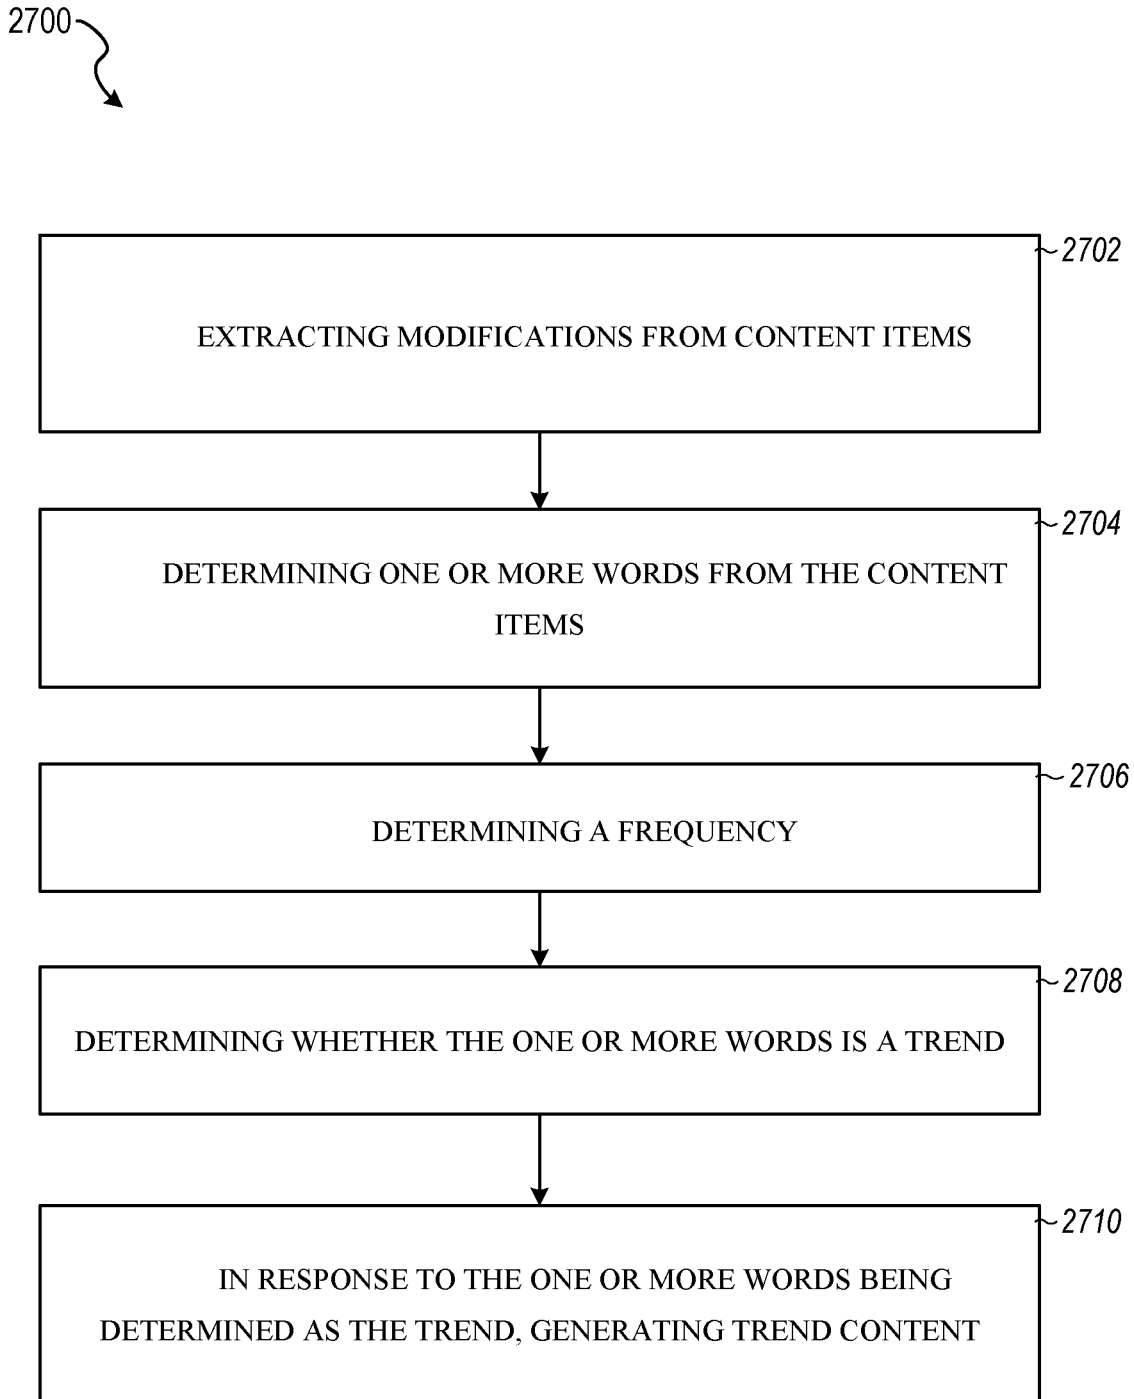 2700
2702
EXTRACTING MODIFICATIONS FROM CONTENT ITEMS
2704
DETERMINING ONE OR MORE WORDS FROM THE CONTENT
ITEMS
2706
DETERMINING A FREQUENCY
2708
DETERMINING WHETHER THE ONE OR MORE WORDS IS A TREND
2710
IN RESPONSE TO THE ONE OR MORE WORDS BEING
DETERMINED AS THE TREND, GENERATING TREND CONTENT